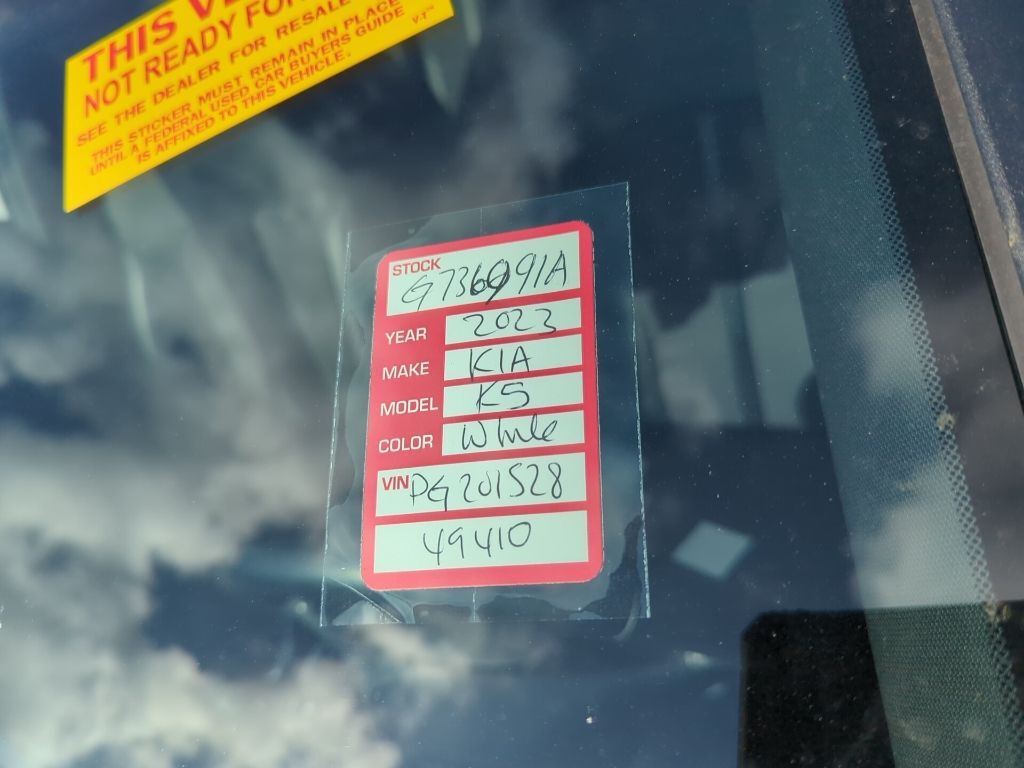 THIS
NOT READY FOR
SEE THE DEALER FOR RESALE
THIS STICKER MUST REMAIN IN PLACE
UNTIL A FEDERAL USED CAR BUYERS GUIDE
IS AFFIXED TO THIS VEHICLE.
STOCK
YEAR 2023
MAKE KIA
MODEL K5
COLOR White
VIN PG201528
49410